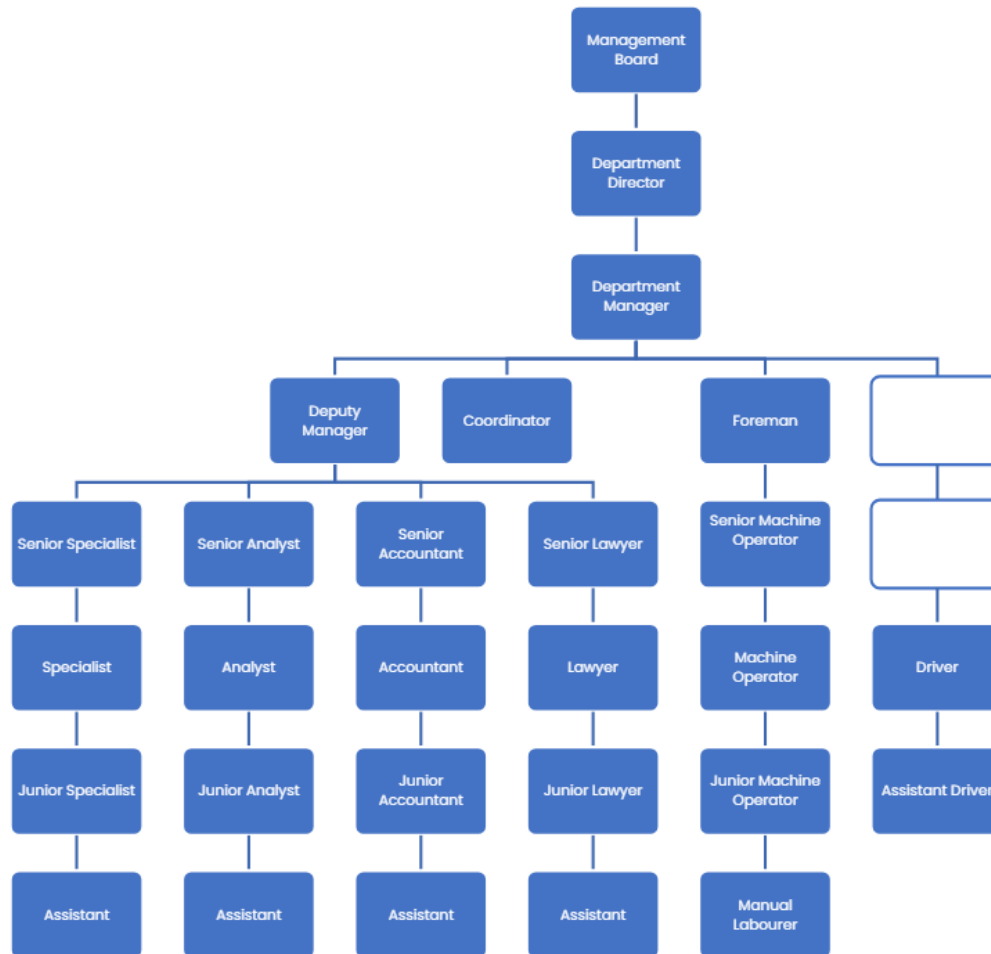 Management
Board
Department
Director
Department
Manager
Deputy
Manager
Coordinator
Foreman
Senior Specialist
Senior Analyst
Senior
Accountant
Senior Lawyer
Senior Machine
Operator
Specialist
Analyst
Accountant
Lawyer
Machine
Operator
Driver
Junior Specialist
Junior Analyst
Junior
Accountant
Junior Lawyer
Junior Machine
Operator
Assistant Driver
Assistant
Assistant
Assistant
Assistant
Manual
Labourer